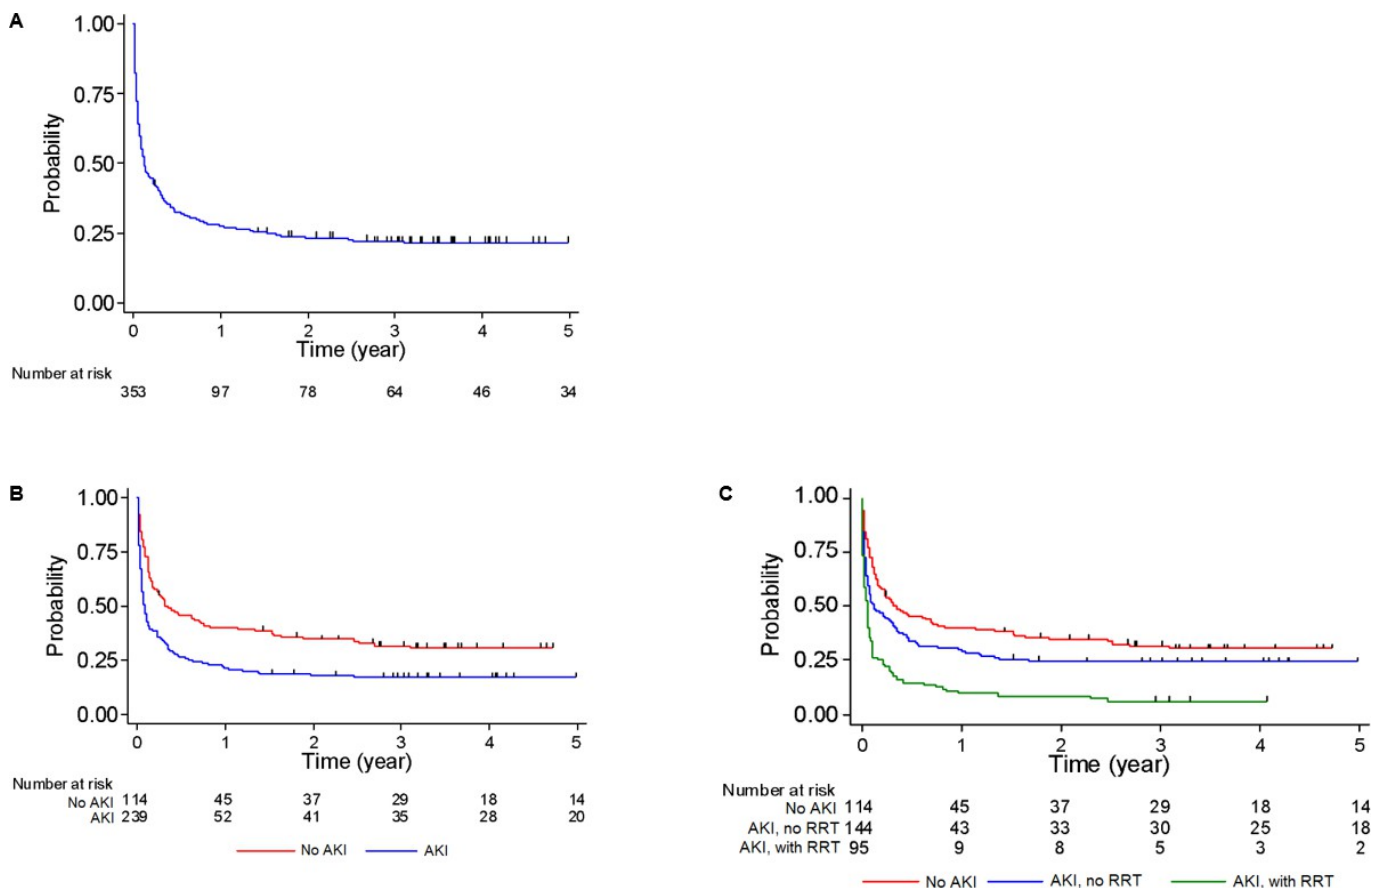 A
1.00
0.75
0.50
0.25
0.00
Probability
0 1 2 3 4 5
Time (year)
Number at risk
353 97 78 64 46 34
B
1.00
0.75
0.50
0.25
0.00
Probability
0 1 2 3 4 5
Time (year)
Number at risk
No AKI 114 45 37 29 18 14
AKI 239 52 41 35 28 20
No AKI AKI
C
1.00
0.75
0.50
0.25
0.00
Probability
0 1 2 3 4 5
Time (year)
Number at risk
No AKI 114 45 37 29 18 14
AKI, no RRT 144 43 33 30 25 18
AKI, with RRT 95 9 8 5 3 2
No AKI AKI, no RRT AKI, with RRT